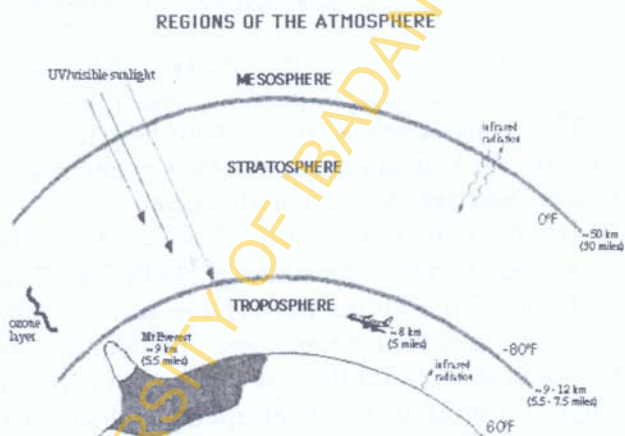 REGIONS OF THE ATMOSPHERE
UV/visible sunlight
MESOSPHERE
infrared
radiation
STRATOSPHERE
0°F
~50 km
(30 miles)
TROPOSPHERE
ozone
layer
Mt Everest
~9 km
(5.5 miles)
~8 km
(5 miles)
-80°F
infrared
radiation
~9 - 12 km
(5.5 - 7.5 miles)
60°F
ERSITY OF IBADAN